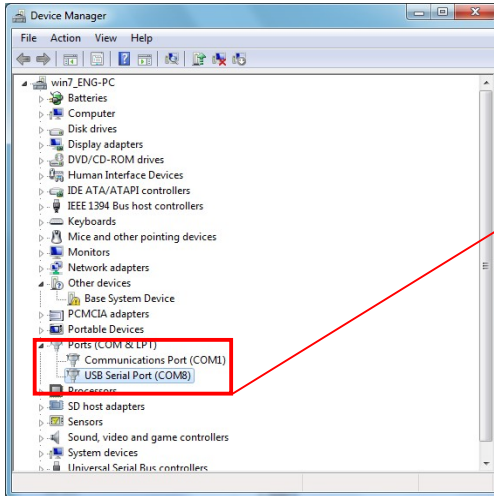 Device Manager
File Action View Help
win7_ENG-PC
Batteries
Computer
Disk drives
Display adapters
DVD/CD-ROM drives
Human Interface Devices
IDE ATA/ATAPI controllers
IEEE 1394 Bus host controllers
Keyboards
Mice and other pointing devices
Monitors
Network adapters
Other devices
Base System Device
PCMCIA adapters
Portable Devices
Ports (COM & LPT)
Communications Port (COM1)
USB Serial Port (COM8)
Processors
SD host adapters
Sensors
Sound, video and game controllers
System devices
Universal Serial Bus controllers